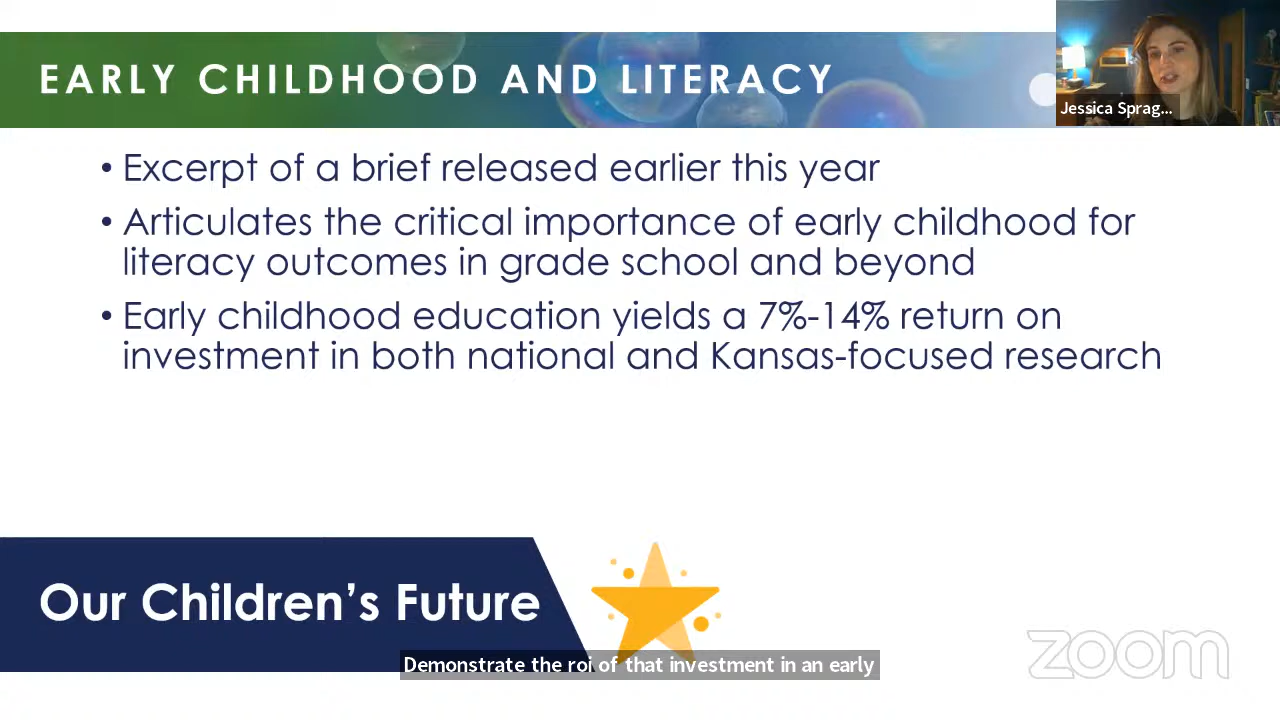 EARLY CHILDHOOD AND LITERACY
Jessica Sprag...
• Excerpt of a brief released earlier this year
• Articulates the critical importance of early childhood for
literacy outcomes in grade school and beyond
• Early childhood education yields a 7%-14% return on
investment in both national and Kansas-focused research
Our Children's Future
Demonstrate the roi of that investment in an early
zoom